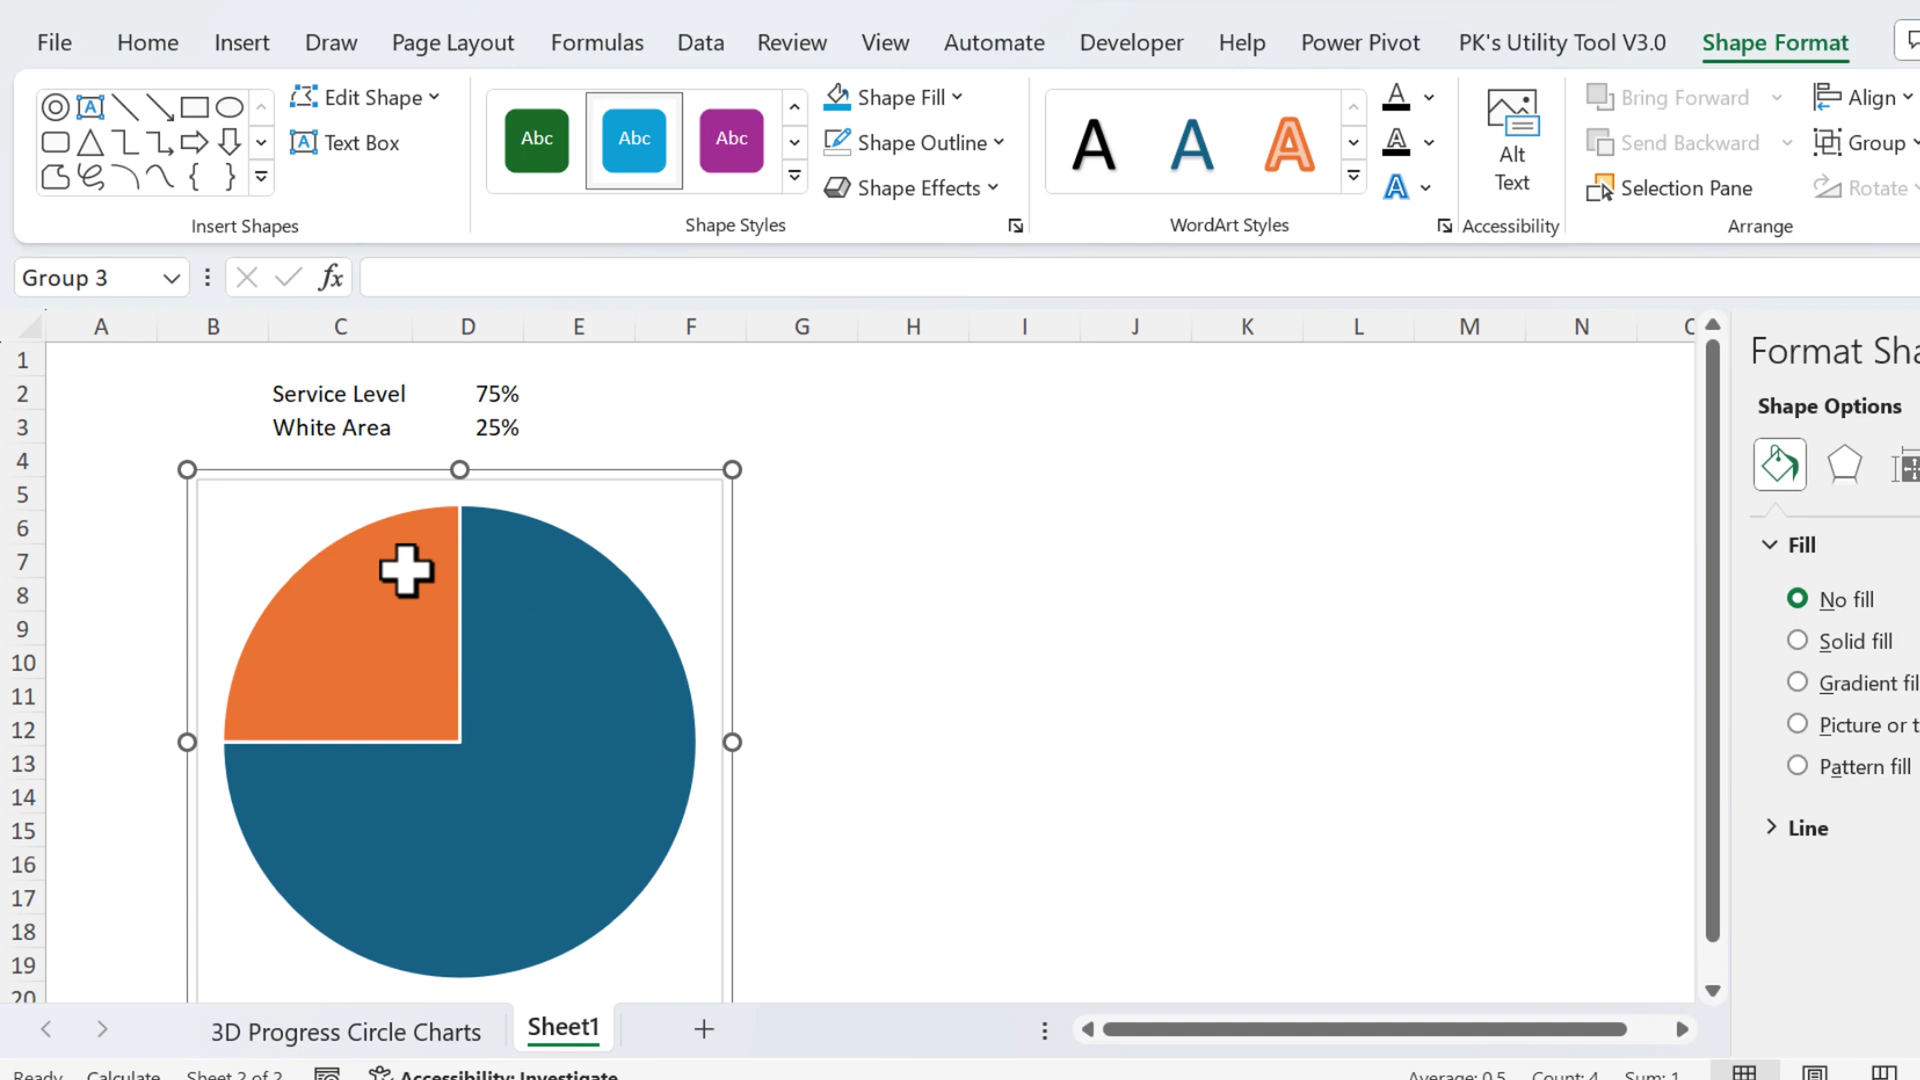 File Home Insert Draw Page Layout Formulas Data Review View Automate Developer Help Power Pivot PK's Utility Tool V3.0 Shape Format
A Edit Shape Text Box
Insert Shapes
Abc Abc Abc
Shape Fill
Shape Outline
Shape Effects
Shape Styles
A A A
A
A
A
WordArt Styles
Alt
Text
Accessibility
Bring Forward Align
Send Backward Group
Selection Pane Rotate
Arrange
Group 3 fx
A B C D E F G H I J K L M N
1
2 Service Level 75%
3 White Area 25%
4
5
6
7
8
9
10
11
12
13
14
15
16
17
18
19
20
Format Sha
Shape Options
Fill
No fill
Solid fill
Gradient fil
Picture or t
Pattern fill
Line
3D Progress Circle Charts Sheet1 +
Ready Calculate Sheet 2 of 2 Accessibility: Investigate Average: 0.5 Count: 4 Sum: 1